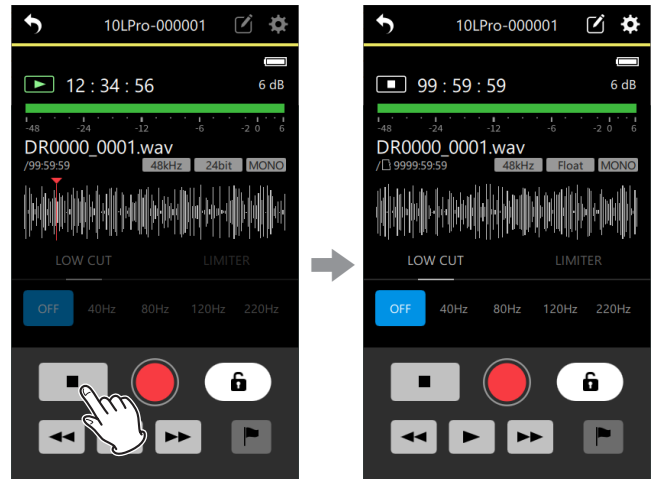 10LPro-000001
12 : 34 : 56
6 dB
-48 -24 -12 -6 -2 0 6
DR0000_0001.wav
/99:59:59 48kHz 24bit MONO
LOW CUT LIMITER
OFF 40Hz 80Hz 120Hz 220Hz
10LPro-000001
99 : 59 : 59
6 dB
-48 -24 -12 -6 -2 0 6
DR0000_0001.wav
/ 9999:59:59 48kHz Float MONO
LOW CUT LIMITER
OFF 40Hz 80Hz 120Hz 220Hz